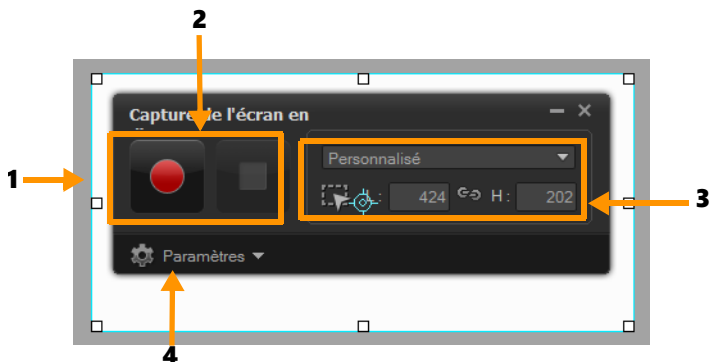 2
Capture de l'écran en
1
Personnalisé
: 424 H : 202
3
Paramètres
4